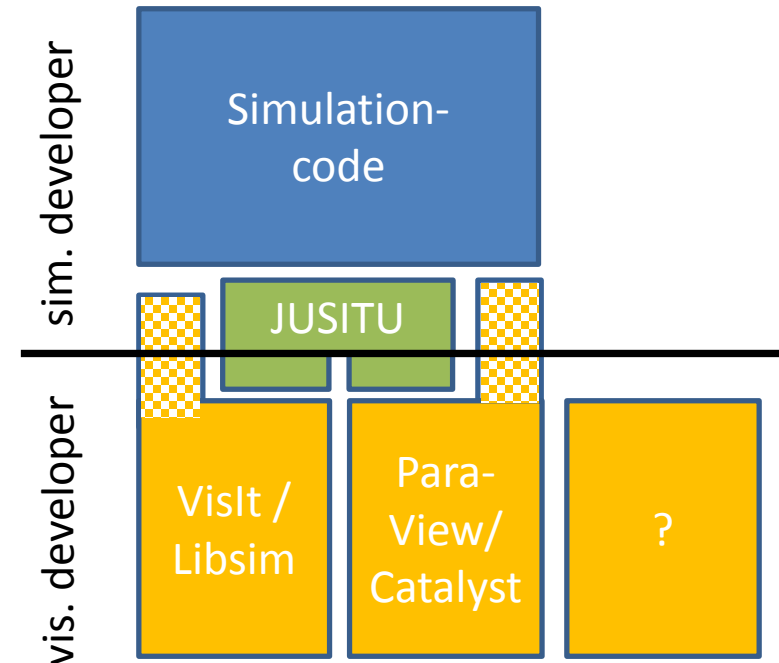 sim. developer
Simulation-
code
JUSITU
vis. developer
VisIt /
Libsim
Para-
View/
Catalyst
?